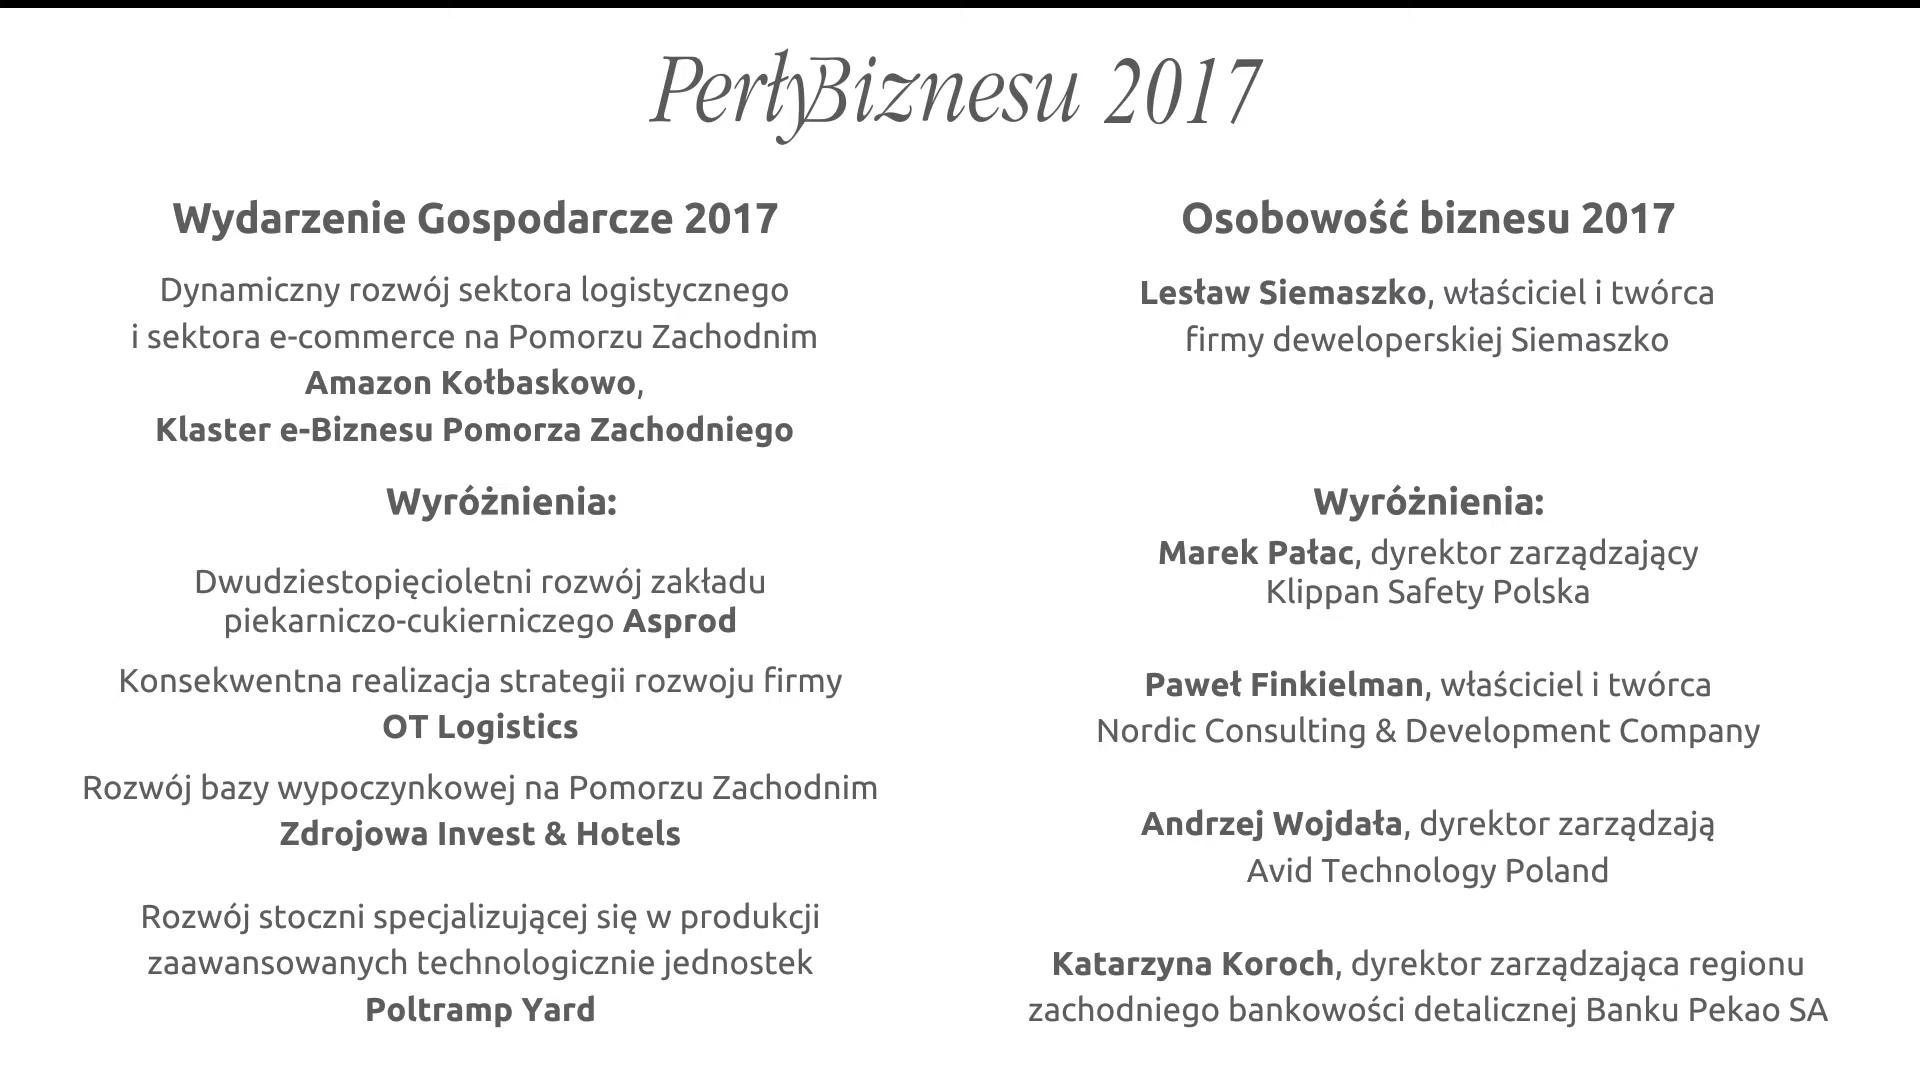 Perły Biznesu 2017
Wydarzenie Gospodarcze 2017
Dynamiczny rozwój sektora logistycznego
i sektora e-commerce na Pomorzu Zachodnim
Amazon Kołbaskowo,
Klaster e-Biznesu Pomorza Zachodniego
Wyróżnienia:
Dwudziestopięcioletni rozwój zakładu
piekarniczo-cukierniczego Asprod
Konsekwentna realizacja strategii rozwoju firmy
OT Logistics
Rozwój bazy wypoczynkowej na Pomorzu Zachodnim
Zdrojowa Invest & Hotels
Rozwój stoczni specjalizującej się w produkcji
zaawansowanych technologicznie jednostek
Poltramp Yard
Osobowość biznesu 2017
Lesław Siemaszko, właściciel i twórca
firmy deweloperskiej Siemaszko
Wyróżnienia:
Marek Pałac, dyrektor zarządzający
Klippan Safety Polska
Paweł Finkielman, właściciel i twórca
Nordic Consulting & Development Company
Andrzej Wojdała, dyrektor zarządzają
Avid Technology Poland
Katarzyna Koroch, dyrektor zarządzająca regionu
zachodniego bankowości detalicznej Banku Pekao SA